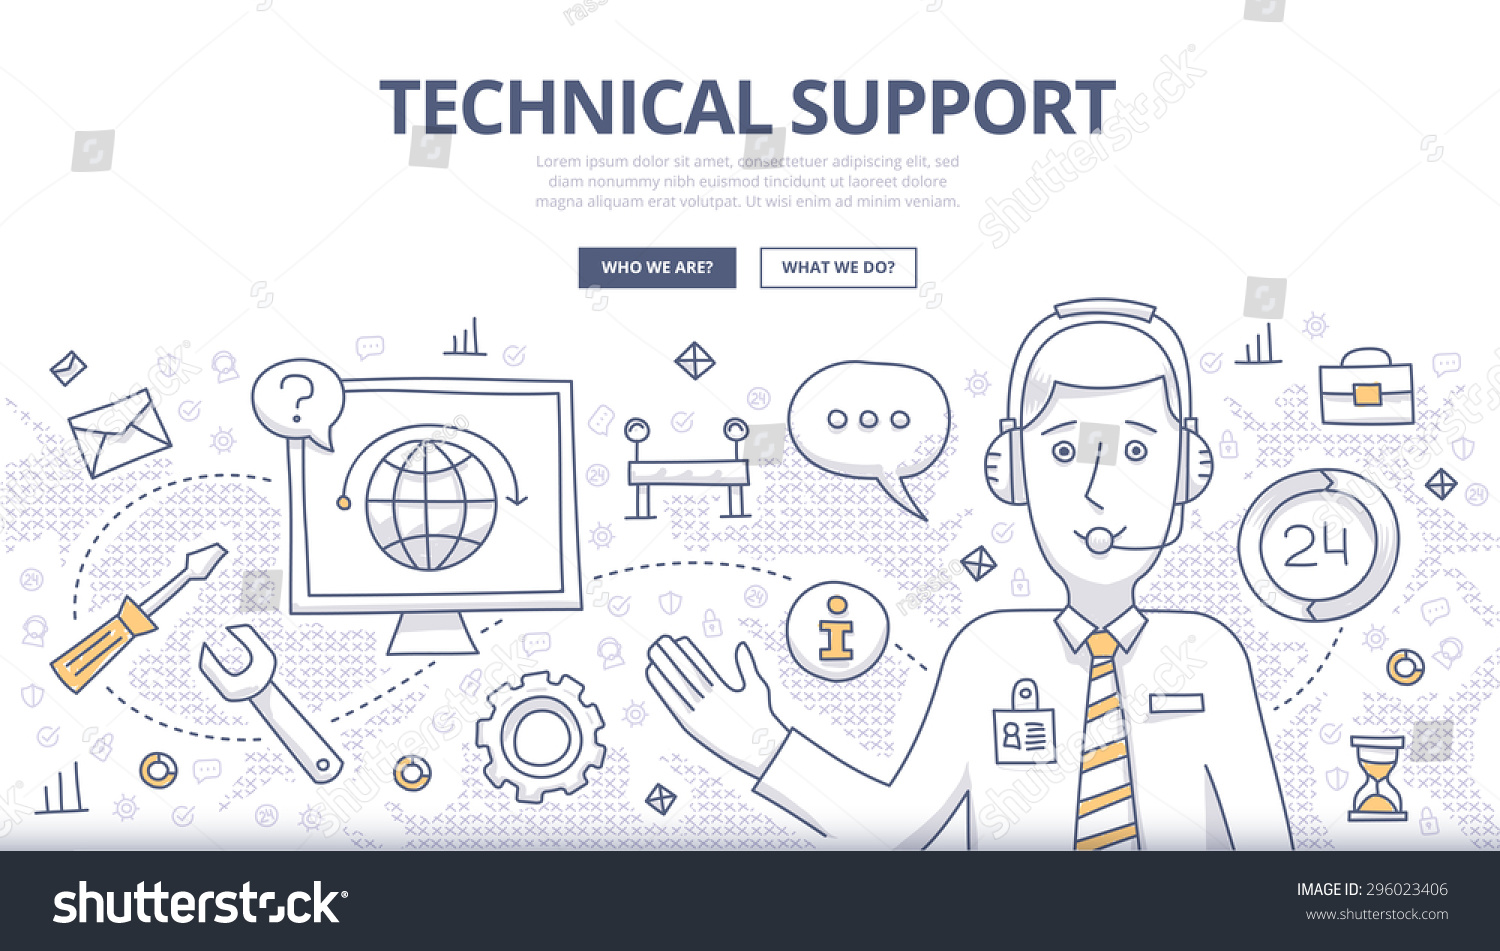 TECHNICAL SUPPORT
Lorem ipsum dolor sit amet, consectetuer adipiscing elit, sed
diam nonummy nibh euismod tincidunt ut laoreet dolore
magna aliquam erat volutpat. Ut wisi enim ad minim veniam.
WHO WE ARE?
WHAT WE DO?
?
24
i
shutterstock
IMAGE ID: 296023406
www.shutterstock.com